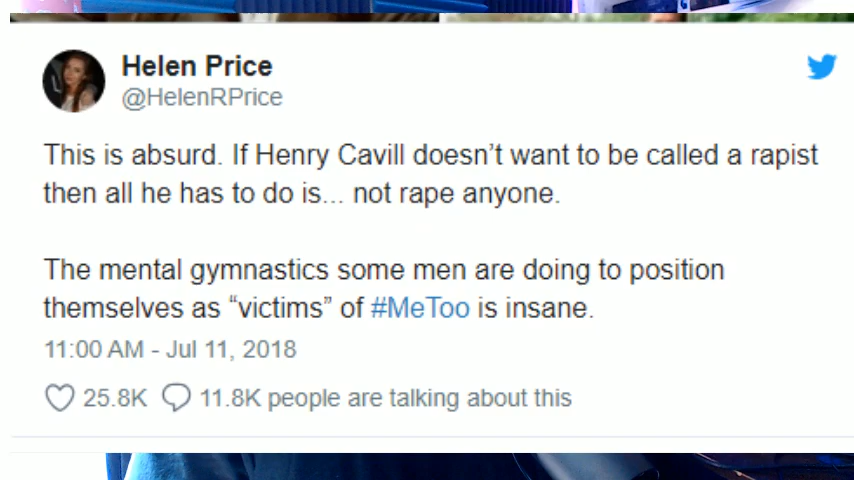 Helen Price
@HelenRPrice
This is absurd. If Henry Cavill doesn’t want to be called a rapist
then all he has to do is... not rape anyone.
The mental gymnastics some men are doing to position
themselves as “victims” of #MeToo is insane.
11:00 AM - Jul 11, 2018
25.8K 11.8K people are talking about this